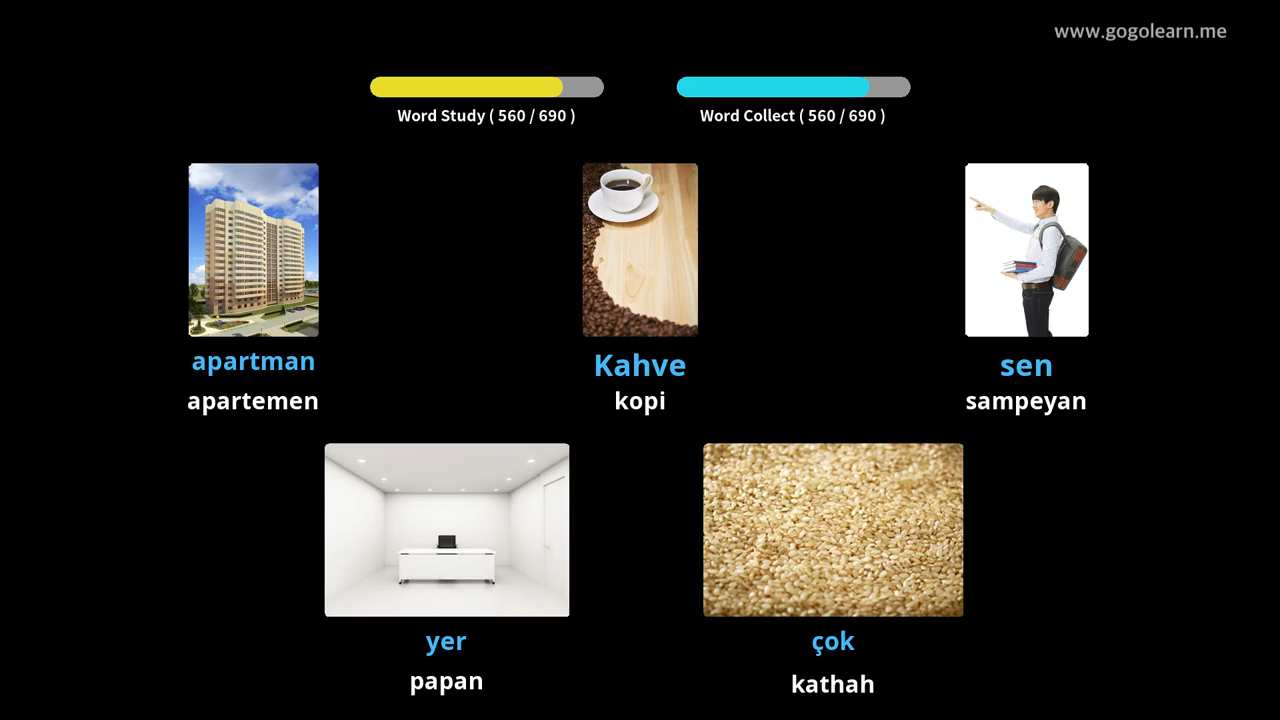 www.gogolearn.me
Word Study ( 560 / 690 )
Word Collect ( 560 / 690 )
apartman
apartemen
Kahve
kopi
sen
sampeyan
yer
papan
çok
kathah